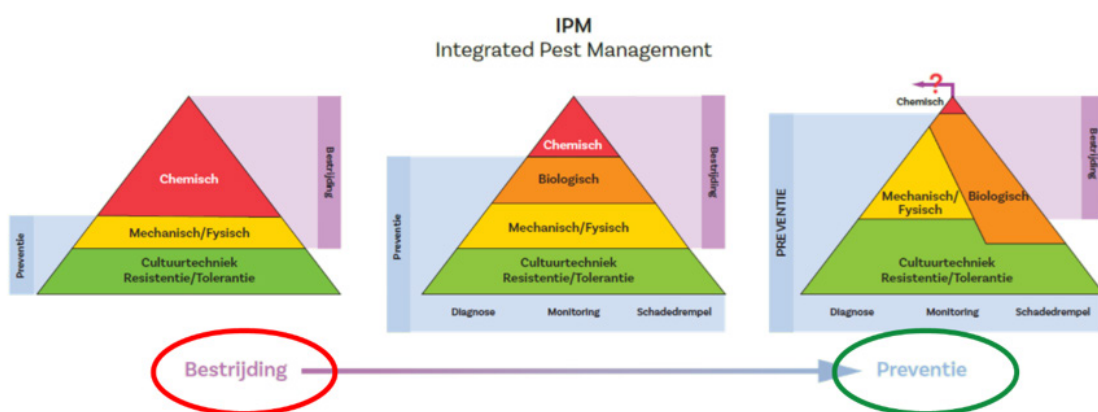 IPM
Integrated Pest Management
Chemisch
Mechanisch/Fysisch
Cultuurtechniek
Resistentie/Tolerantie
Preventie
Bestrijding
Chemisch
Biologisch
Mechanisch/Fysisch
Cultuurtechniek
Resistentie/Tolerantie
Preventie
Bestrijding
Diagnose Monitoring Schadedrempel
?
Chemisch
Mechanisch/
Fysisch
Biologisch
Cultuurtechniek
Resistentie/Tolerantie
PREVENTIE
Bestrijding
Diagnose Monitoring Schadedrempel
Bestrijding Preventie